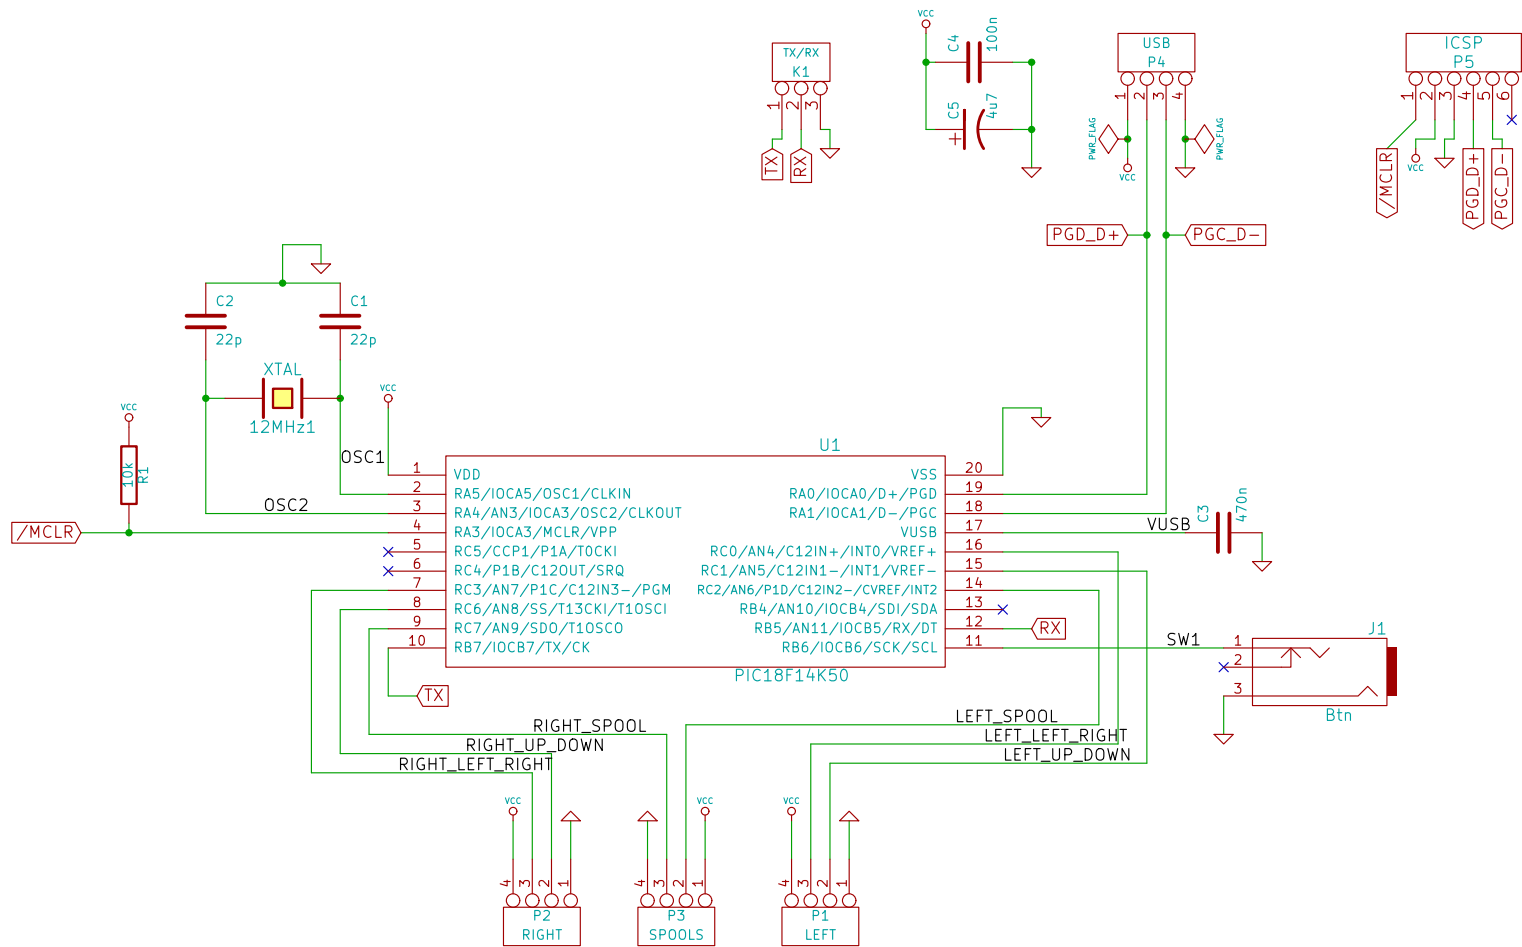 VCC
C4
100n
C5
4u7
+
TX/RX
K1
1
2
3
TX
RX
USB
P4
1
2
3
4
PWR_FLAG
PWR_FLAG
VCC
ICSP
P5
1
2
3
4
5
6
/MCLR
VCC
PGD_D+
PGC_D-
PGD_D+
PGC_D-
C2
22p
C1
22p
XTAL
12MHz1
VCC
VCC
10k
R1
OSC1
OSC2
/MCLR
U1
1 VDD
2 RA5/IOCA5/OSC1/CLKIN
3 RA4/AN3/IOCA3/OSC2/CLKOUT
4 RA3/IOCA3/MCLR/VPP
5 RC5/CCP1/P1A/T0CKI
6 RC4/P1B/C12OUT/SRQ
7 RC3/AN7/P1C/C12IN3-/PGM
8 RC6/AN8/SS/T13CKI/T1OSCI
9 RC7/AN9/SDO/T1OSCO
10 RB7/IOCB7/TX/CK
VSS 20
RA0/IOCA0/D+/PGD 19
RA1/IOCA1/D-/PGC 18
VUSB 17
RC0/AN4/C12IN+/INT0/VREF+ 16
RC1/AN5/C12IN1-/INT1/VREF- 15
RC2/AN6/P1D/C12IN2-/CVREF/INT2 14
RB4/AN10/IOCB4/SDI/SDA 13
RB5/AN11/IOCB5/RX/DT 12
RB6/IOCB6/SCK/SCL 11
PIC18F14K50
VUSB
C3
470n
RX
SW1
J1
1
2
3
Btn
TX
RIGHT_SPOOL
RIGHT_UP_DOWN
RIGHT_LEFT_RIGHT
LEFT_SPOOL
LEFT_LEFT_RIGHT
LEFT_UP_DOWN
VCC
4
3
2
1
P2
RIGHT
VCC
4
3
2
1
P3
SPOOLS
VCC
4
3
2
1
P1
LEFT